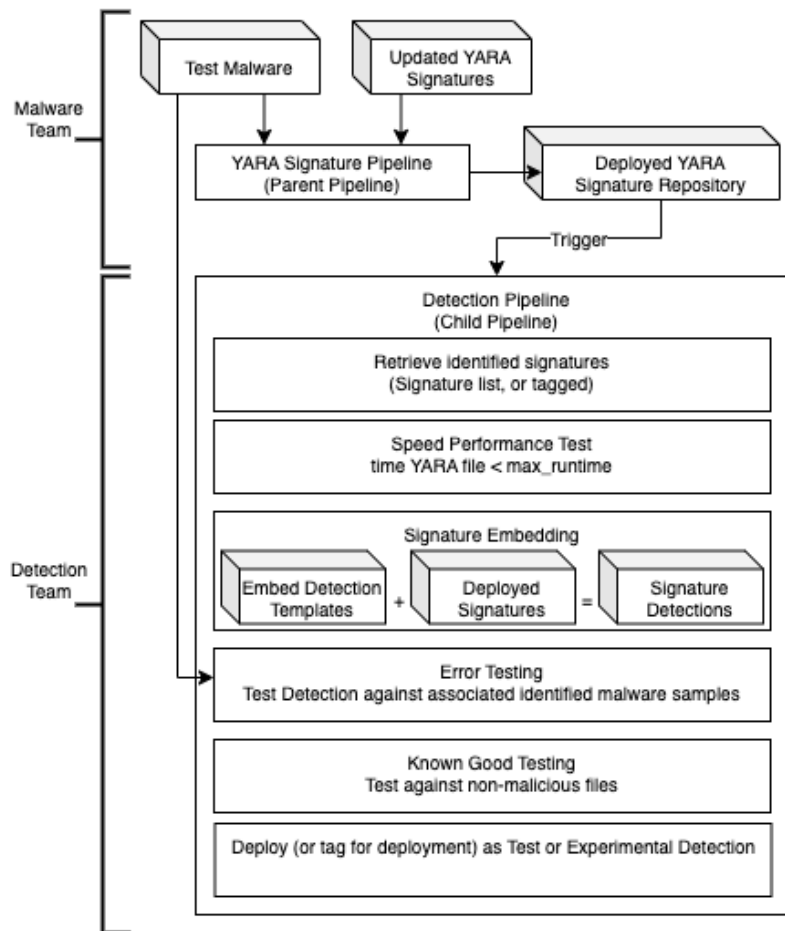 Test Malware
Updated YARA
Signatures
Malware
Team
YARA Signature Pipeline
(Parent Pipeline)
Deployed YARA
Signature Repository
Trigger
Detection Pipeline
(Child Pipeline)
Retrieve identified signatures
(Signature list, or tagged)
Speed Performance Test
time YARA file < max_runtime
Signature Embedding
Detection
Team
Embed Detection
Templates
+
Deployed
Signatures
=
Signature
Detections
Error Testing
Test Detection against associated identified malware samples
Known Good Testing
Test against non-malicious files
Deploy (or tag for deployment) as Test or Experimental Detection